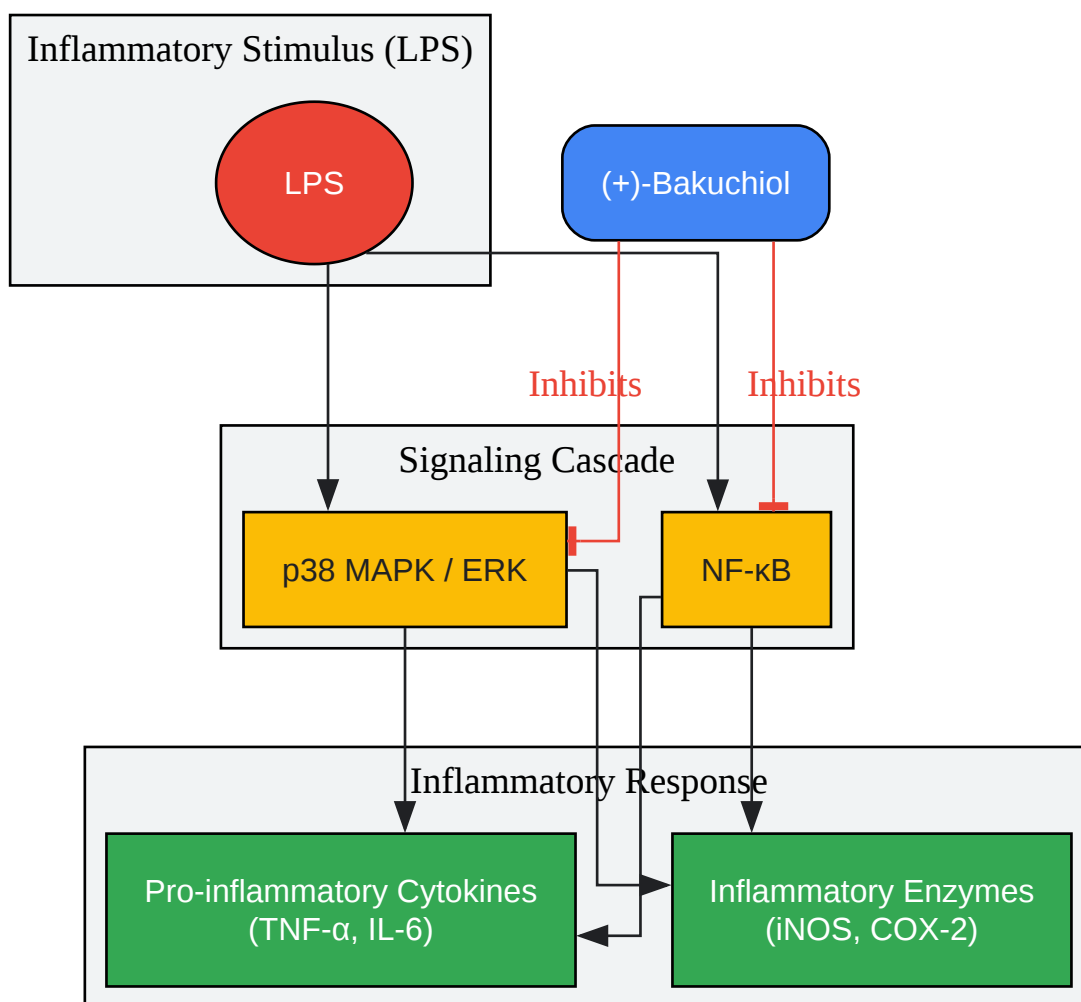 Inflammatory Stimulus (LPS)
LPS
(+)-Bakuchiol
Inhibits
Inhibits
Signaling Cascade
p38 MAPK / ERK
NF-κB
Inflammatory Response
Pro-inflammatory Cytokines
(TNF-α, IL-6)
Inflammatory Enzymes
(iNOS, COX-2)